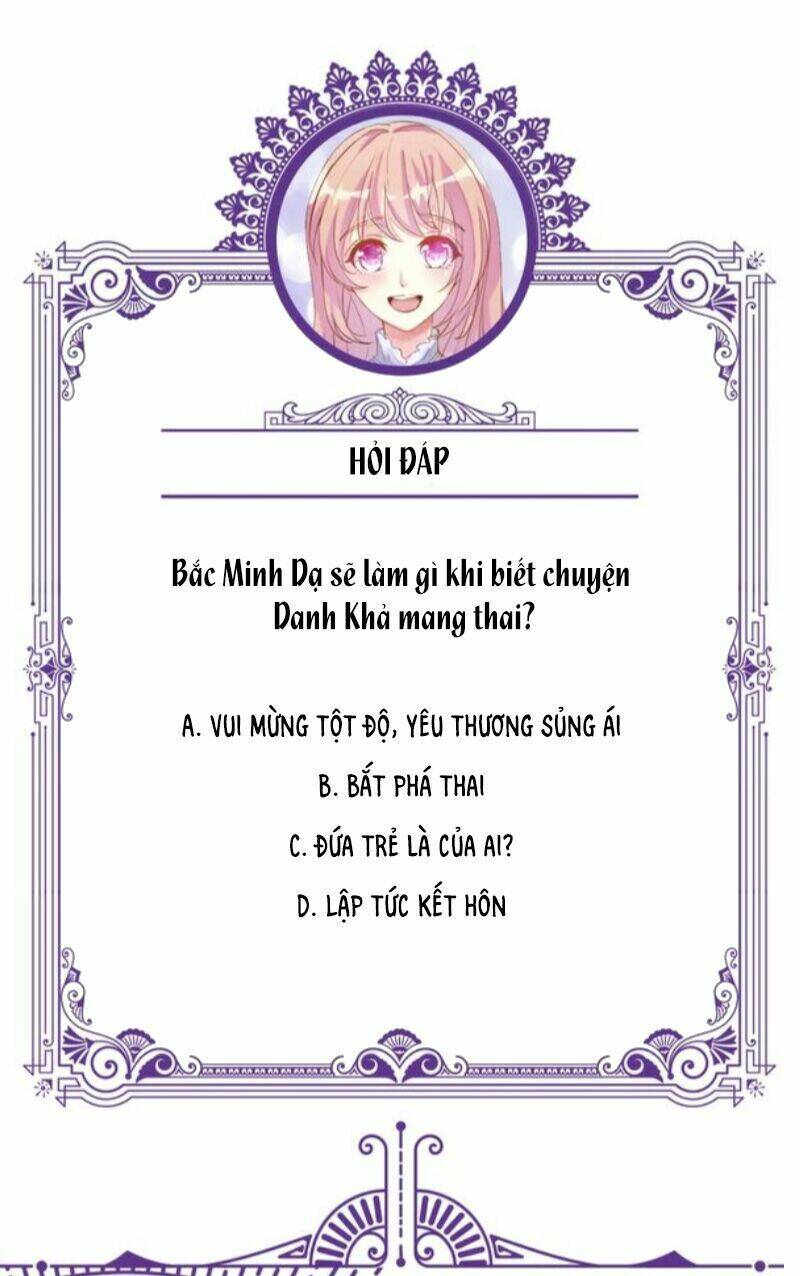 HỎI ĐÁP
Bắc Minh Dạ sẽ làm gì khi biết chuyện
Danh Khả mang thai?
A. VUI MỪNG TỘT ĐỘ, YÊU THƯƠNG SỦNG ÁI
B. BẮT PHÁ THAI
C. ĐỨA TRẺ LÀ CỦA AI?
D. LẬP TỨC KẾT HÔN